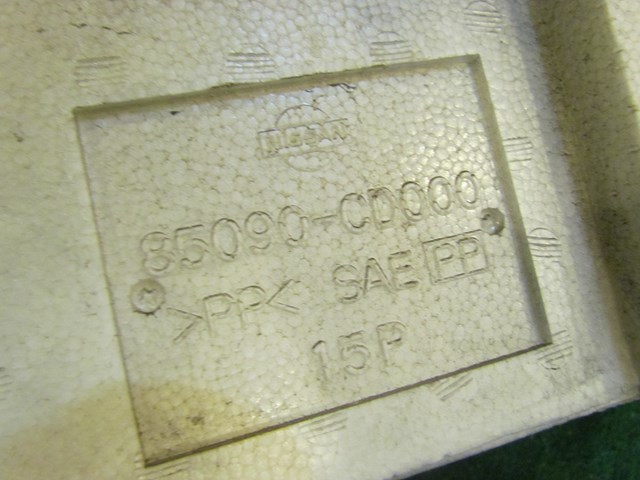 NISSAN
85090-CD000
>PP< SAE PP
15P